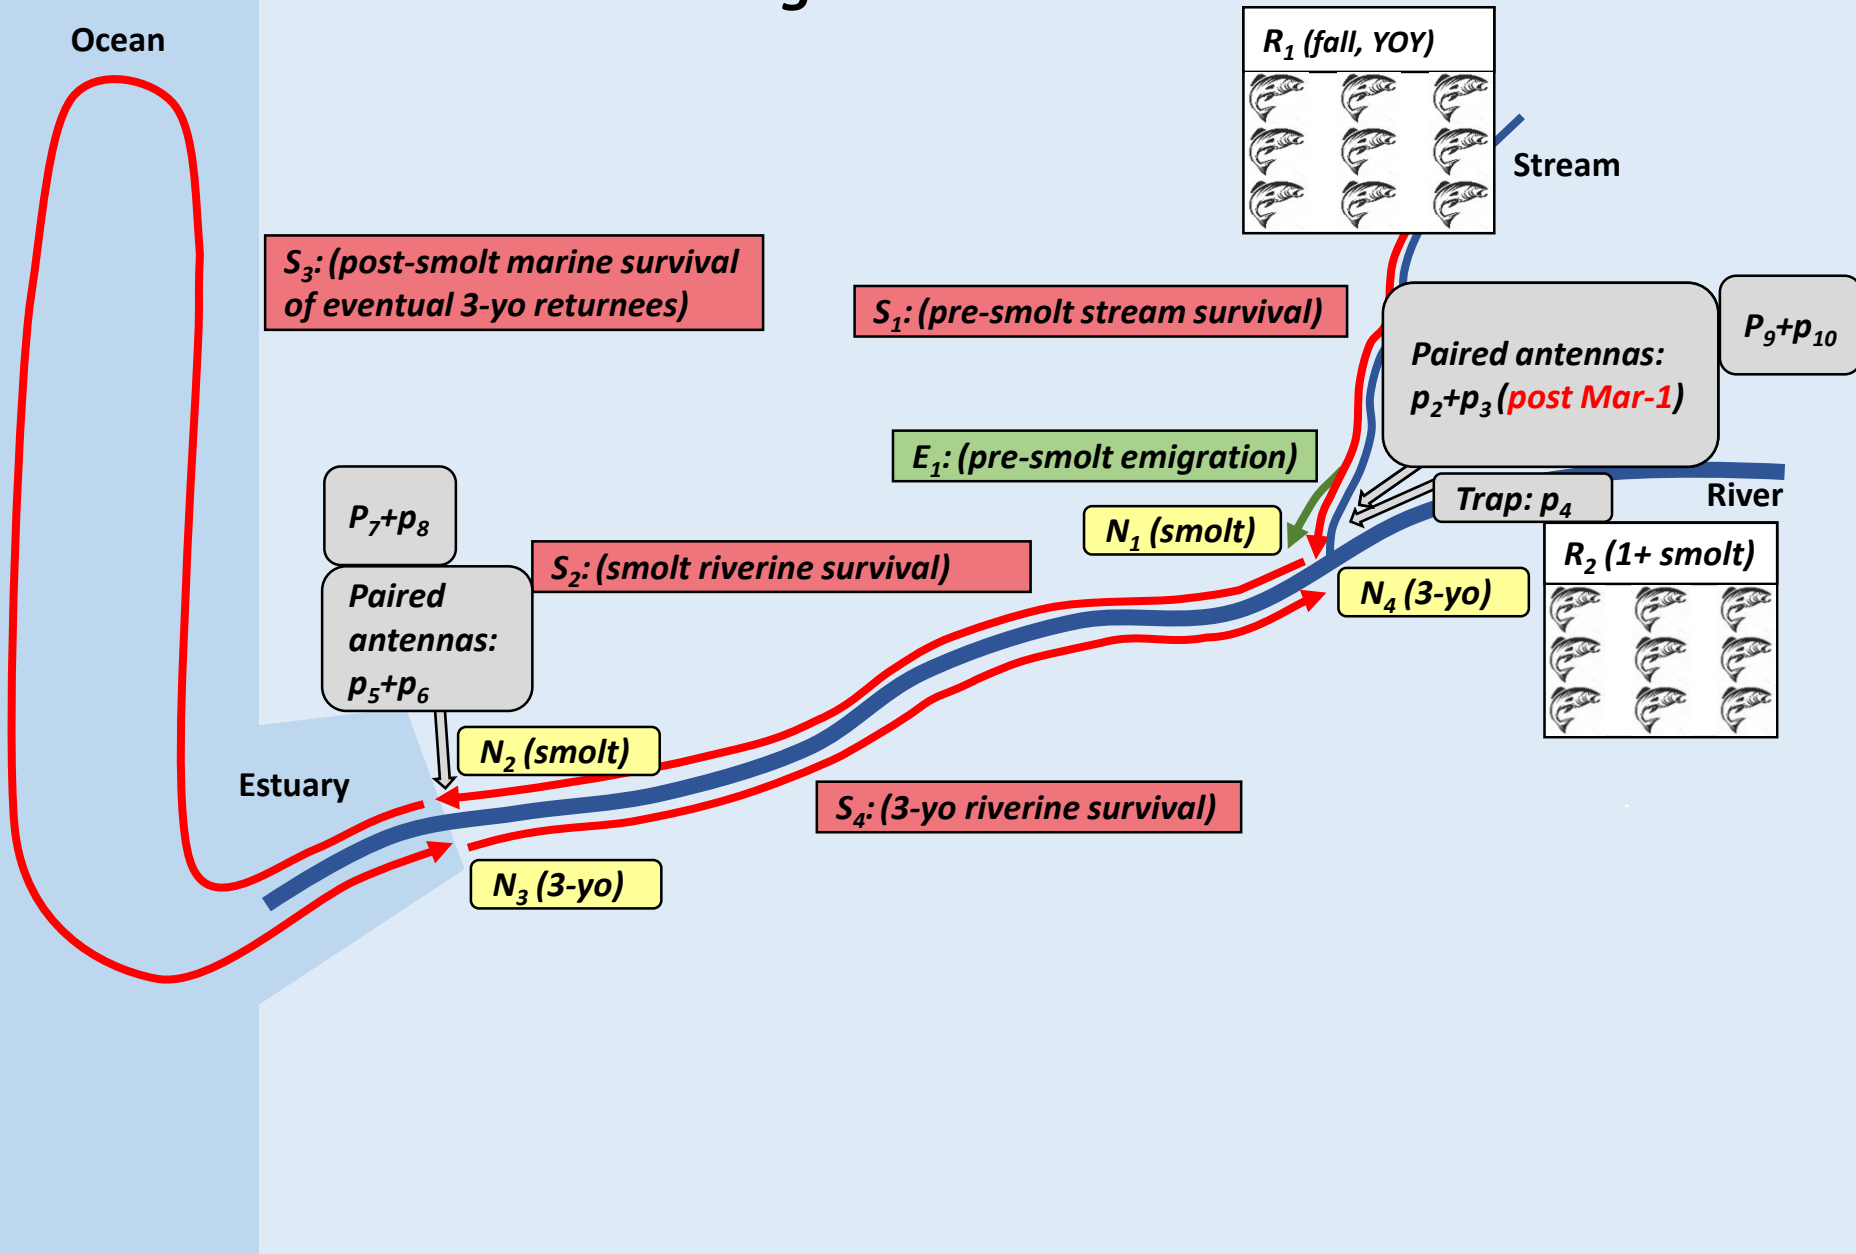 Ocean
R1 (fall, YOY)
Stream
S3: (post-smolt marine survival
of eventual 3-yo returnees)
S1: (pre-smolt stream survival)
Paired antennas:
p2+p3 (post Mar-1)
P9+p10
E1: (pre-smolt emigration)
Trap: p4
River
N1 (smolt)
P7+p8
S2: (smolt riverine survival)
R2 (1+ smolt)
N4 (3-yo)
Paired
antennas:
p5+p6
N2 (smolt)
Estuary
S4: (3-yo riverine survival)
N3 (3-yo)